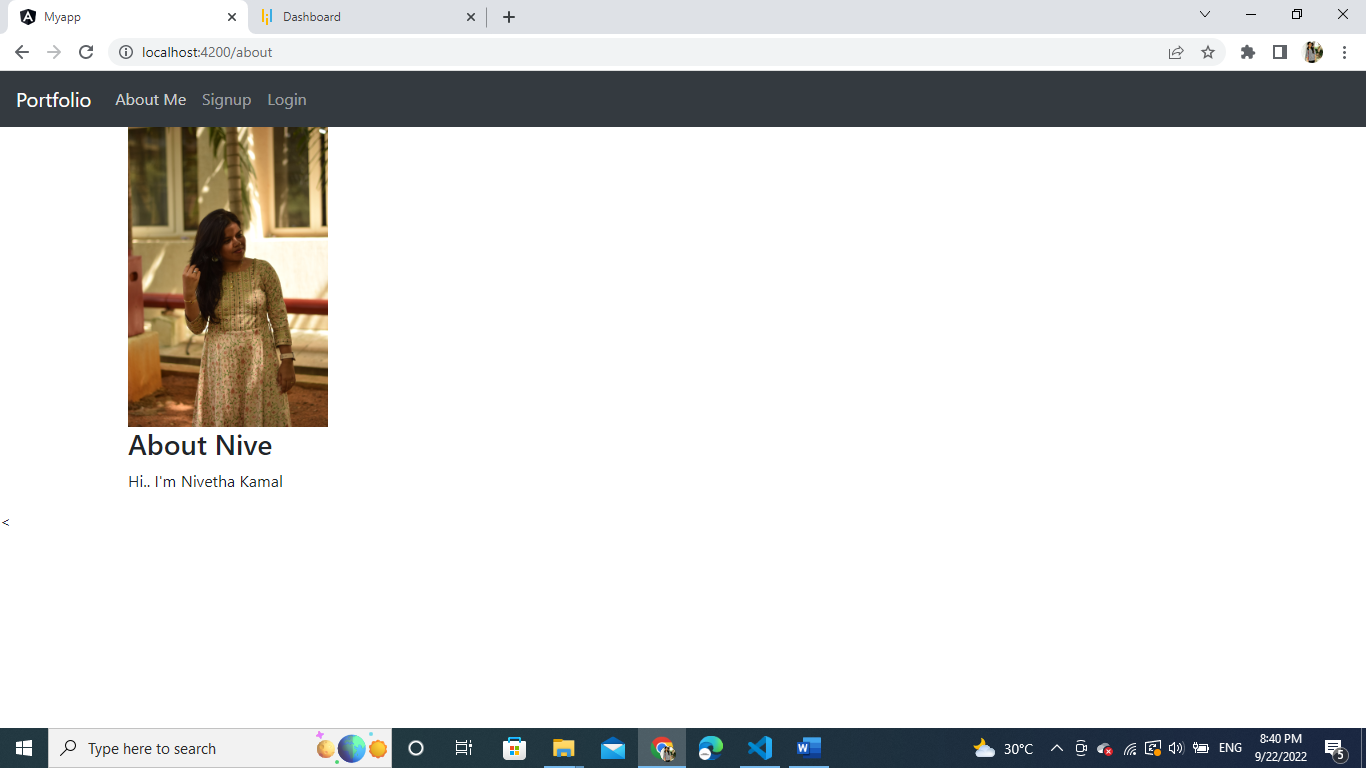 Myapp
Dashboard
localhost:4200/about
Portfolio About Me Signup Login
About Nive
Hi.. I'm Nivetha Kamal
<
Type here to search
30°C
ENG
8:40 PM
9/22/2022
5